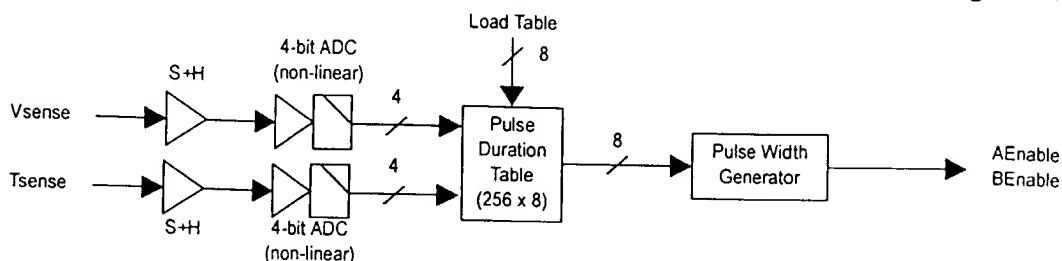 Load Table
8
4-bit ADC
(non-linear)
S+H
4
Vsense
Pulse
Duration
Table
(256 x 8)
8
Pulse Width
Generator
AEnable
BEnable
Tsense
4
S+H
4-bit ADC
(non-linear)